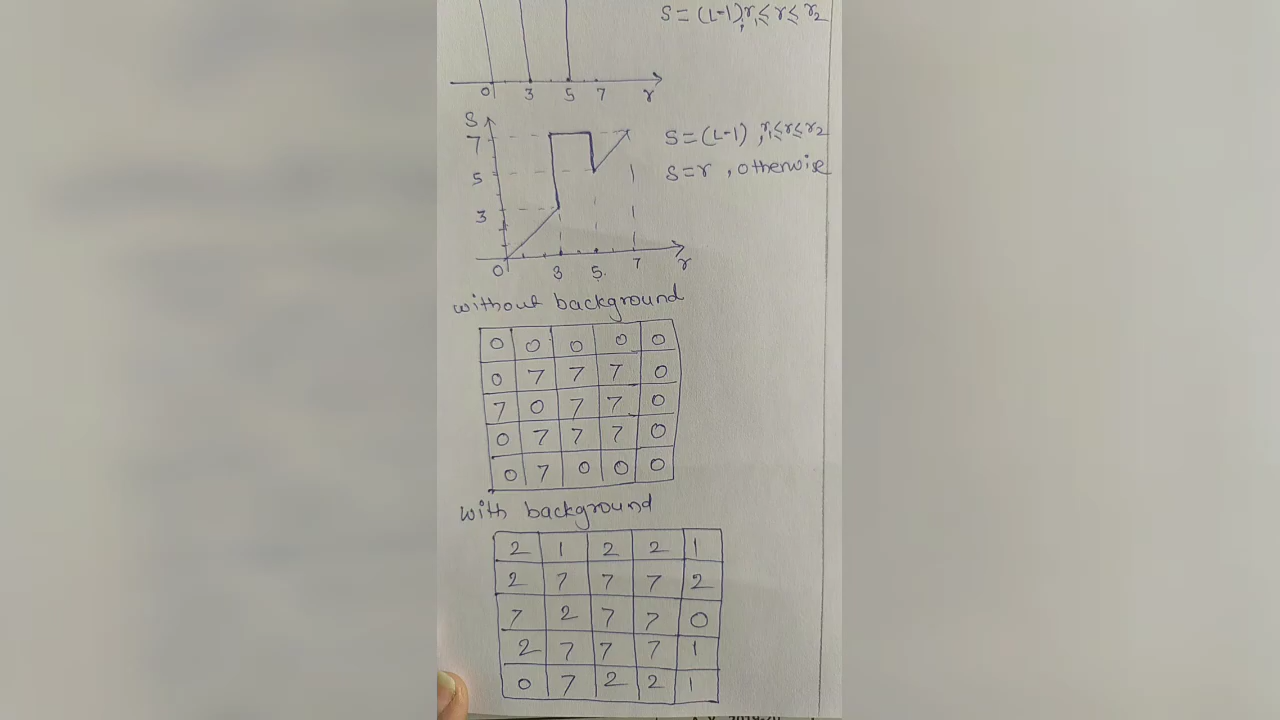 S = (L-1), r₁ ≤ r ≤ r₂
0 3 5 7 r
S
7
5
3
0 3 5 7 r
S = (L-1), r₁ ≤ r ≤ r₂
S = r, otherwise
without background
0 0 0 0 0
0 7 7 7 0
7 0 7 7 0
0 7 7 7 0
0 7 0 0 0
with background
2 1 2 2 1
2 7 7 7 2
7 2 7 7 0
2 7 7 7 1
0 7 2 2 1